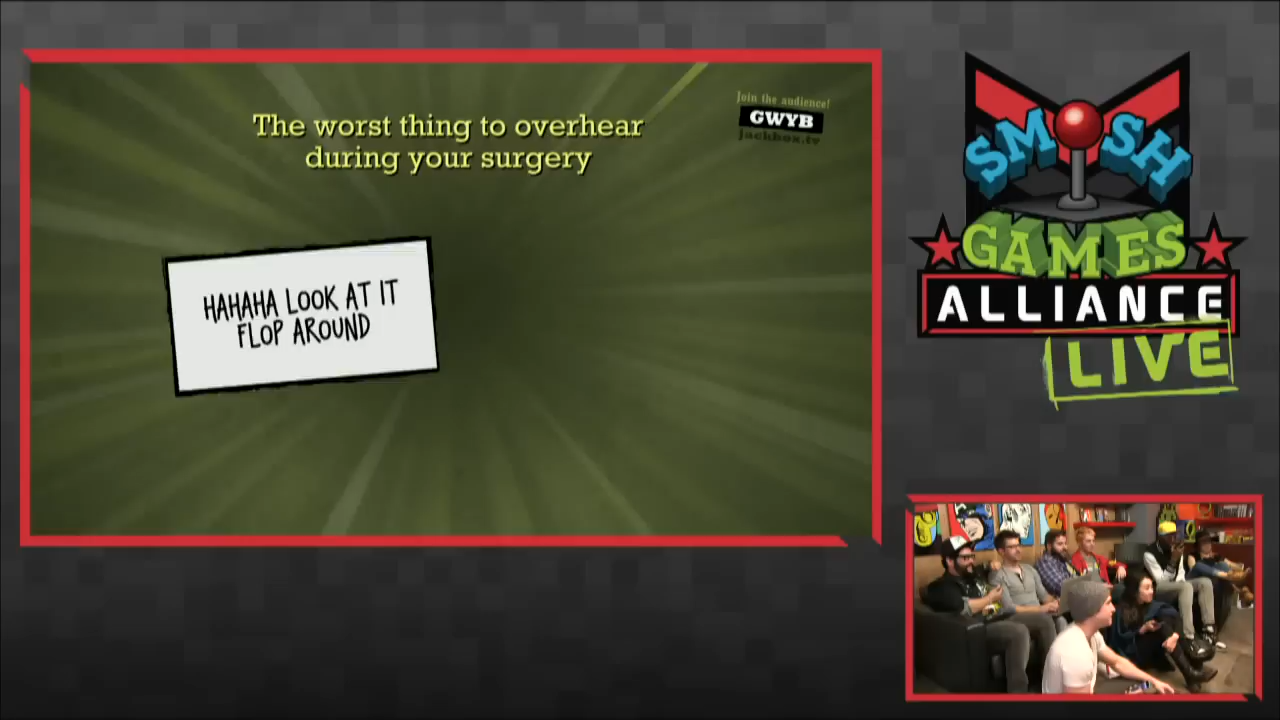 The worst thing to overhear
during your surgery
Join the audience!
GWYB
jackbox.tv
HAHAHA LOOK AT IT
FLOP AROUND
SMOSH
GAMES
ALLIANCE
LIVE